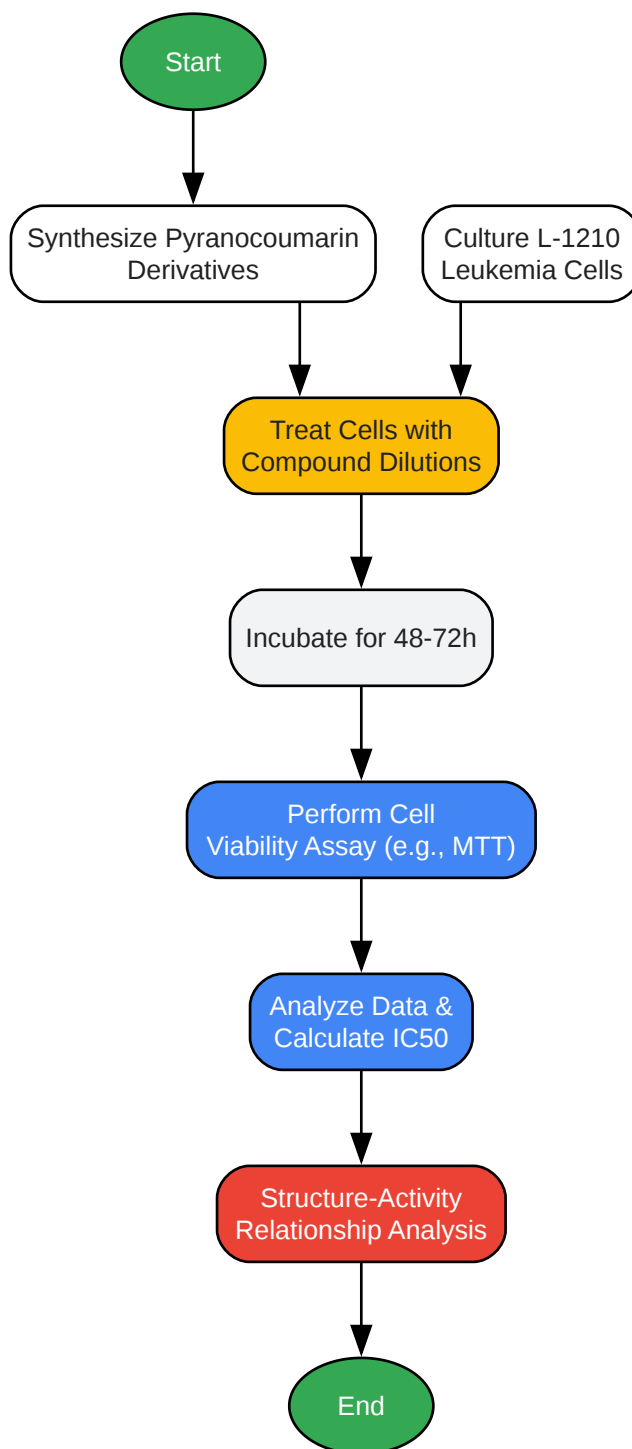 Start
Synthesize Pyranocoumarin
Derivatives
Culture L-1210
Leukemia Cells
Treat Cells with
Compound Dilutions
Incubate for 48-72h
Perform Cell
Viability Assay (e.g., MTT)
Analyze Data &
Calculate IC50
Structure-Activity
Relationship Analysis
End